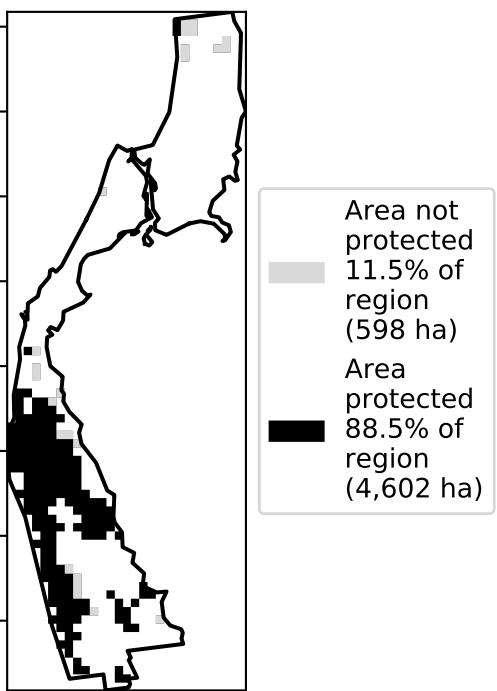 Area not
protected
11.5% of
region
(598 ha)
Area
protected
88.5% of
region
(4,602 ha)